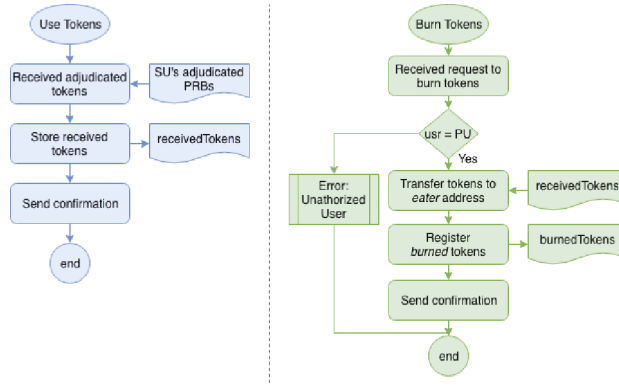 Use Tokens
Received adjudicated
tokens
SU's adjudicated
PRBs
Store received
tokens
receivedTokens
Send confirmation
end
Burn Tokens
Received request to
burn tokens
usr = PU
Yes
Error:
Unathorized
User
Transfer tokens to
eater address
receivedTokens
Register
burned tokens
burnedTokens
Send confirmation
end